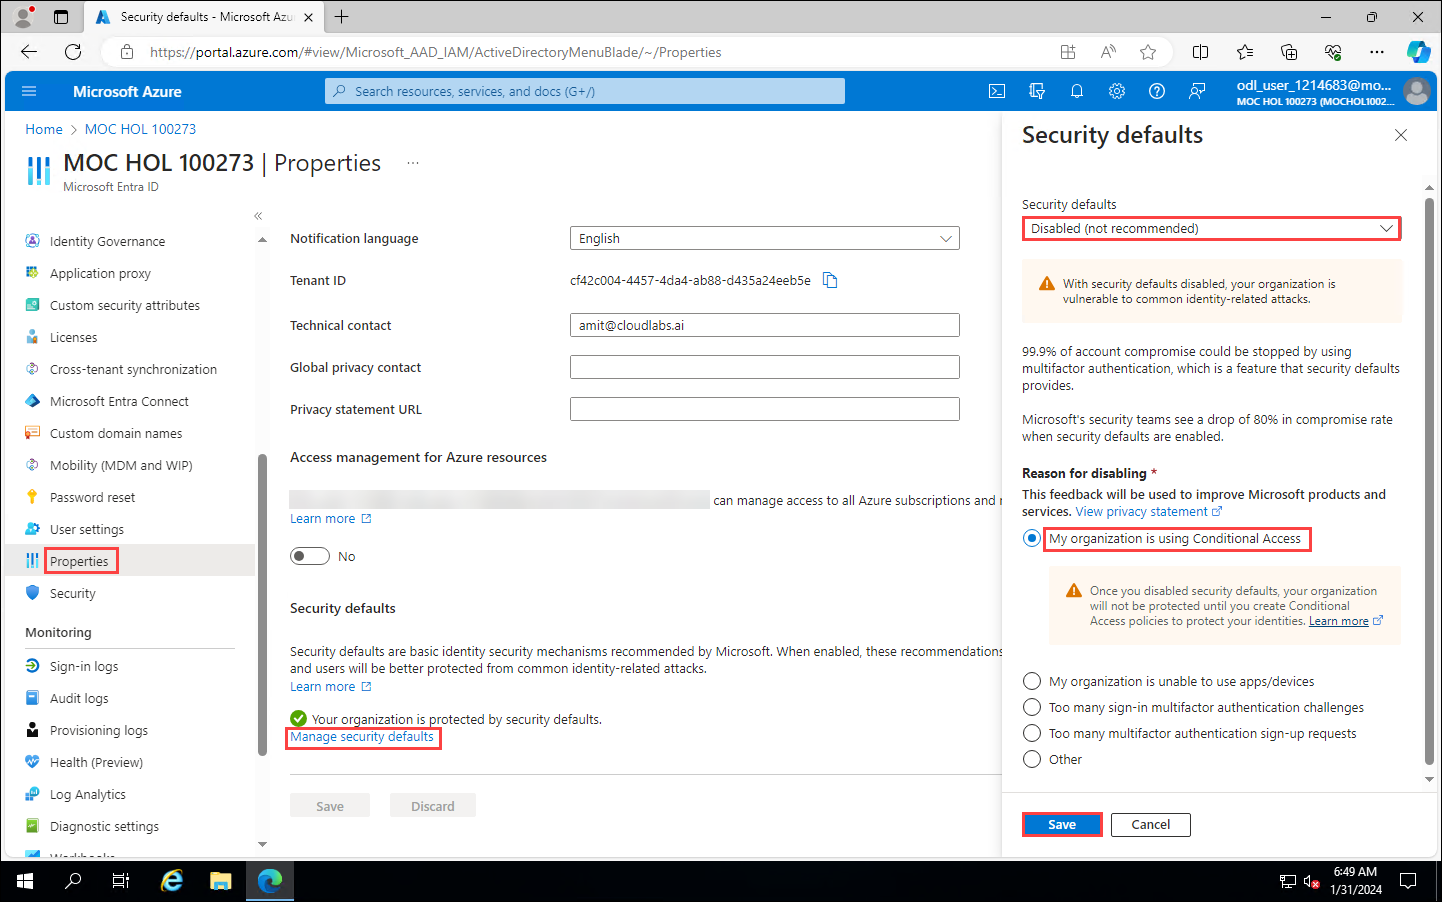 Security defaults - Microsoft Azu
https://portal.azure.com/#view/Microsoft_AAD_IAM/ActiveDirectoryMenuBlade/~/Properties
Microsoft Azure
Search resources, services, and docs (G+/)
odl_user_1214683@mo...
MOC HOL 100273 (MOCHOL1002...
Home > MOC HOL 100273
MOC HOL 100273 | Properties ...
Microsoft Entra ID
Identity Governance
Application proxy
Custom security attributes
Licenses
Cross-tenant synchronization
Microsoft Entra Connect
Custom domain names
Mobility (MDM and WIP)
Password reset
User settings
Properties
Security
Monitoring
Sign-in logs
Audit logs
Provisioning logs
Health (Preview)
Log Analytics
Diagnostic settings
Workbooks
Notification language
English
Tenant ID
cf42c004-4457-4da4-ab88-d435a24eeb5e
Technical contact
amit@cloudlabs.ai
Global privacy contact
Privacy statement URL
Access management for Azure resources
can manage access to all Azure subscriptions and
Learn more
No
Security defaults
Security defaults are basic identity security mechanisms recommended by Microsoft. When enabled, these recommendations
and users will be better protected from common identity-related attacks.
Learn more
Your organization is protected by security defaults.
Manage security defaults
Save
Discard
Security defaults
Security defaults
Disabled (not recommended)
With security defaults disabled, your organization is
vulnerable to common identity-related attacks.
99.9% of account compromise could be stopped by using
multifactor authentication, which is a feature that security defaults
provides.
Microsoft's security teams see a drop of 80% in compromise rate
when security defaults are enabled.
Reason for disabling *
This feedback will be used to improve Microsoft products and
services. View privacy statement
My organization is using Conditional Access
Once you disabled security defaults, your organization
will not be protected until you create Conditional
Access policies to protect your identities. Learn more
My organization is unable to use apps/devices
Too many sign-in multifactor authentication challenges
Too many multifactor authentication sign-up requests
Other
Save
Cancel
6:49 AM
1/31/2024